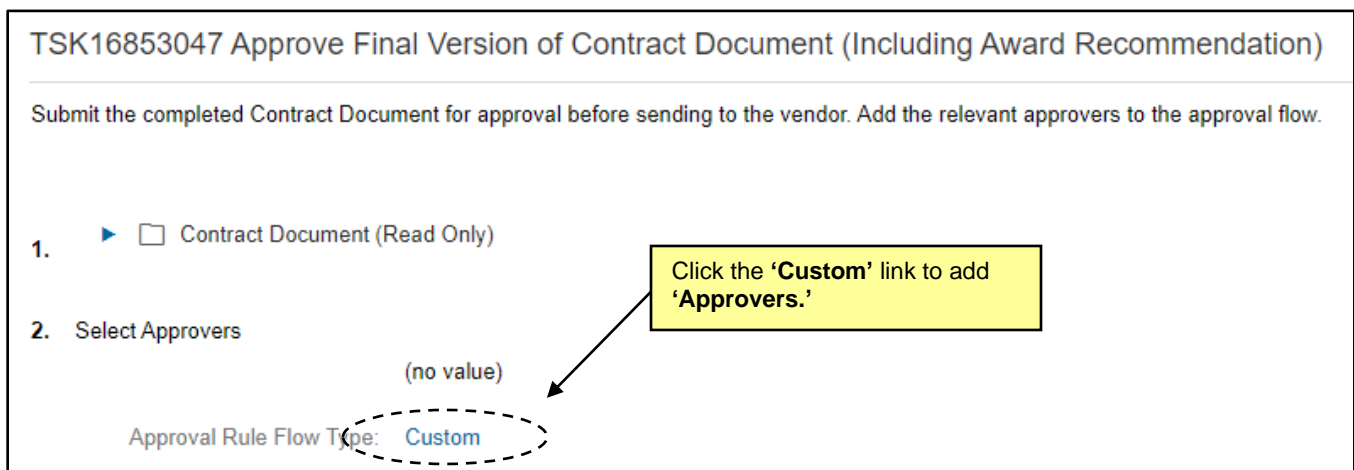 TSK16853047 Approve Final Version of Contract Document (Including Award Recommendation)
Submit the completed Contract Document for approval before sending to the vendor. Add the relevant approvers to the approval flow.
1. Contract Document (Read Only)
Click the ‘Custom’ link to add
‘Approvers.’
2. Select Approvers
(no value)
Approval Rule Flow Type: Custom